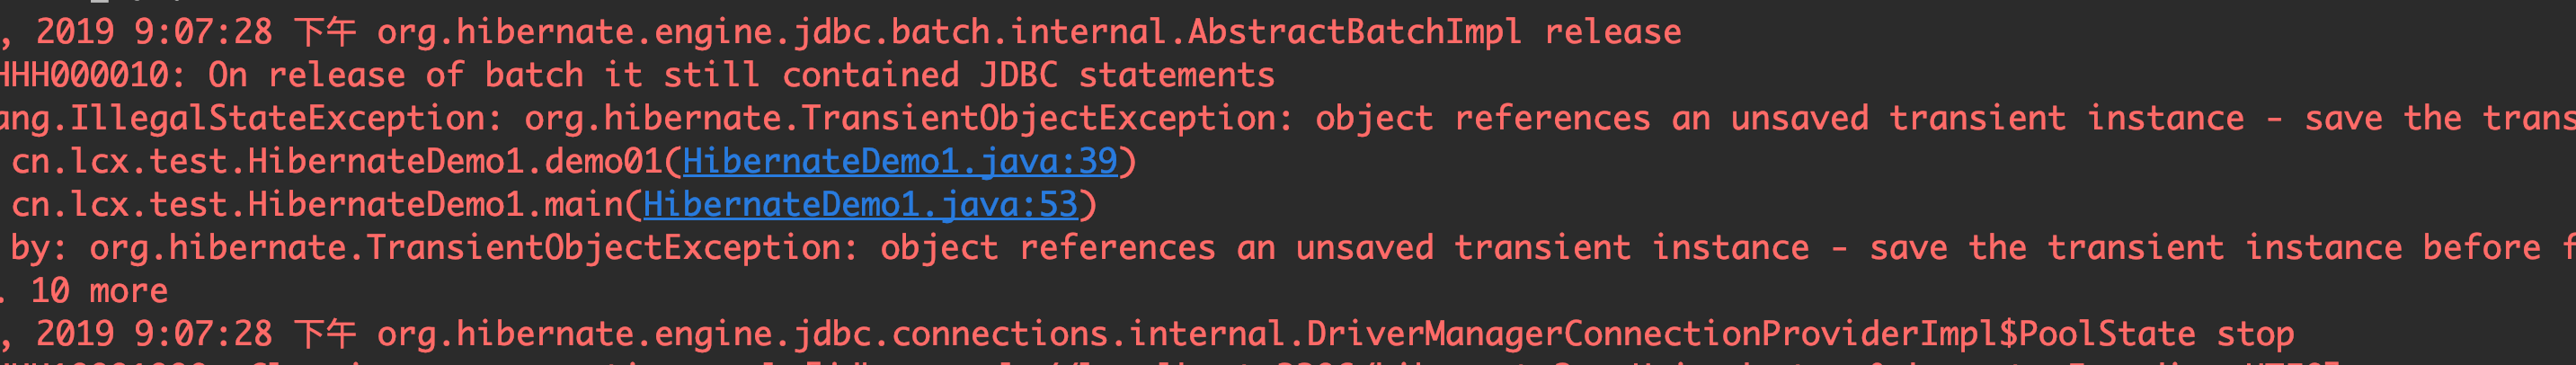 , 2019 9:07:28 下午 org.hibernate.engine.jdbc.batch.internal.AbstractBatchImpl release
HHH000010: On release of batch it still contained JDBC statements
ang.IllegalStateException: org.hibernate.TransientObjectException: object references an unsaved transient instance - save the trans
cn.lcx.test.HibernateDemo1.demo01(HibernateDemo1.java:39)
cn.lcx.test.HibernateDemo1.main(HibernateDemo1.java:53)
by: org.hibernate.TransientObjectException: object references an unsaved transient instance - save the transient instance before f
. 10 more
, 2019 9:07:28 下午 org.hibernate.engine.jdbc.connections.internal.DriverManagerConnectionProviderImpl$PoolState stop